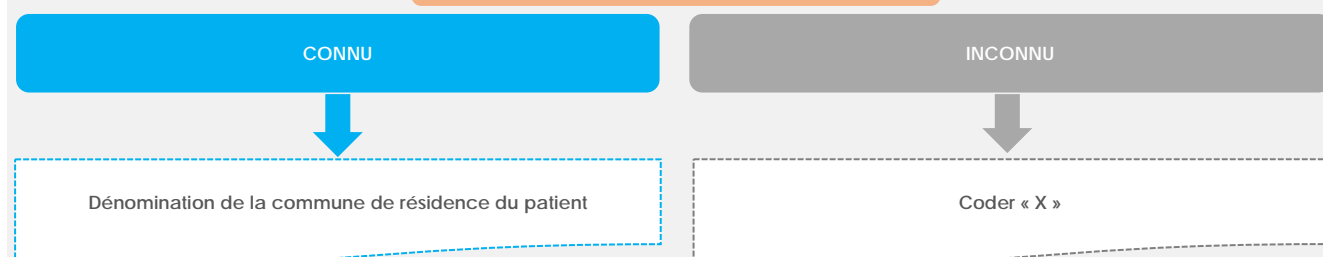 CONNU
INCONNU
Dénomination de la commune de résidence du patient
Coder « X »